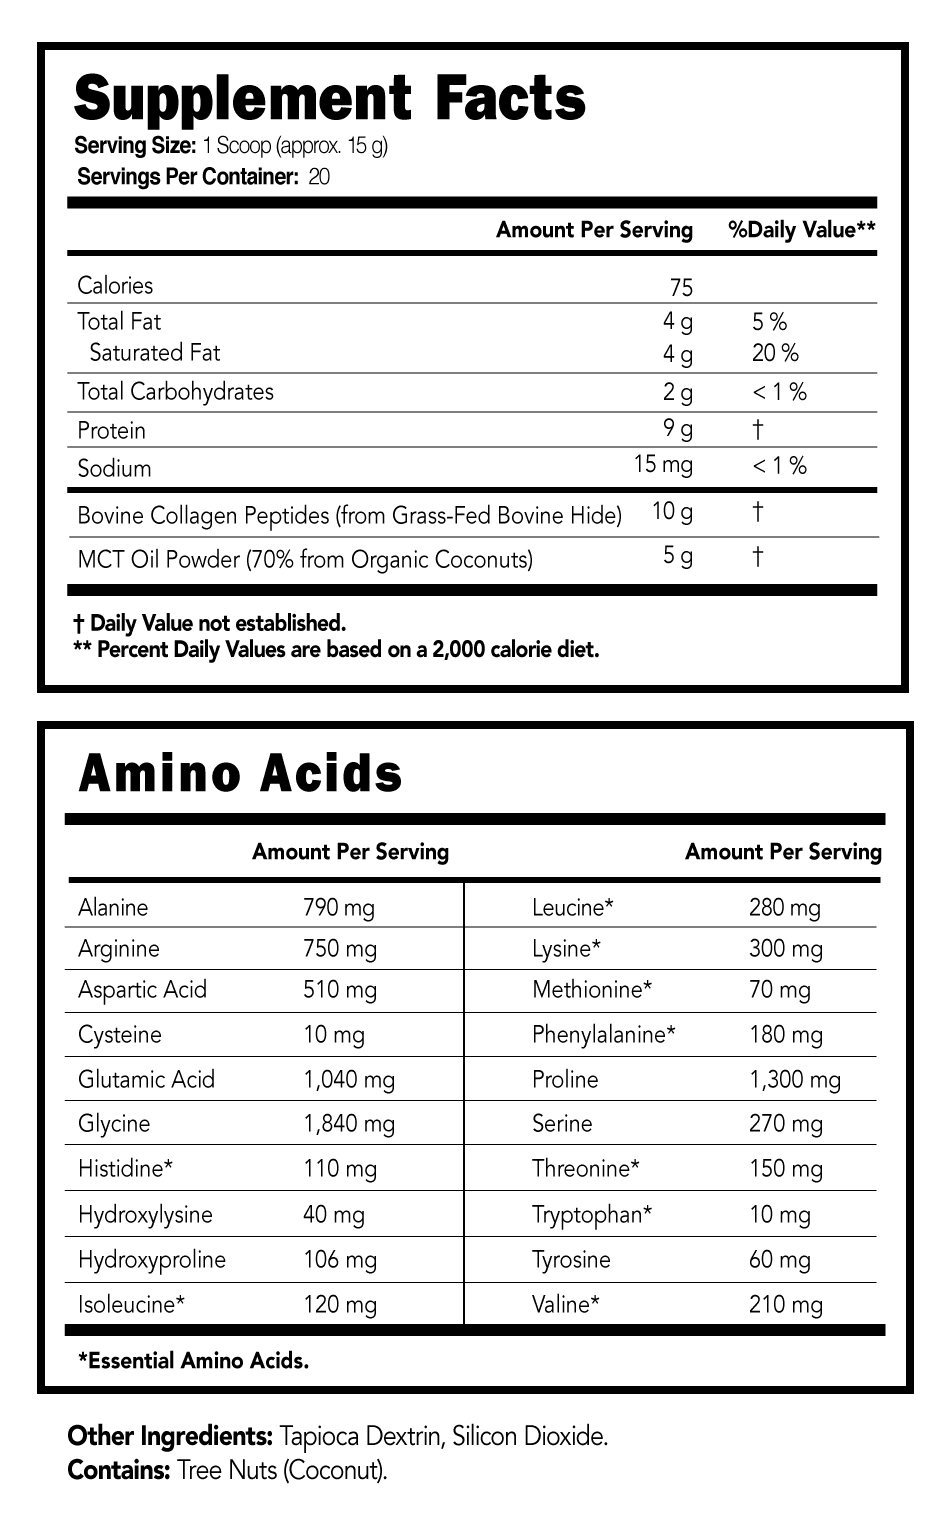 Supplement Facts
Serving Size: 1 Scoop (approx. 15 g)
Servings Per Container: 20
Amount Per Serving %Daily Value**
Calories 75
Total Fat 4 g 5 %
Saturated Fat 4 g 20 %
Total Carbohydrates 2 g < 1 %
Protein 9 g †
Sodium 15 mg < 1 %
Bovine Collagen Peptides (from Grass-Fed Bovine Hide) 10 g †
MCT Oil Powder (70% from Organic Coconuts) 5 g †
† Daily Value not established.
** Percent Daily Values are based on a 2,000 calorie diet.
Amino Acids
Amount Per Serving Amount Per Serving
Alanine 790 mg Leucine* 280 mg
Arginine 750 mg Lysine* 300 mg
Aspartic Acid 510 mg Methionine* 70 mg
Cysteine 10 mg Phenylalanine* 180 mg
Glutamic Acid 1,040 mg Proline 1,300 mg
Glycine 1,840 mg Serine 270 mg
Histidine* 110 mg Threonine* 150 mg
Hydroxylysine 40 mg Tryptophan* 10 mg
Hydroxyproline 106 mg Tyrosine 60 mg
Isoleucine* 120 mg Valine* 210 mg
*Essential Amino Acids.
Other Ingredients: Tapioca Dextrin, Silicon Dioxide.
Contains: Tree Nuts (Coconut).